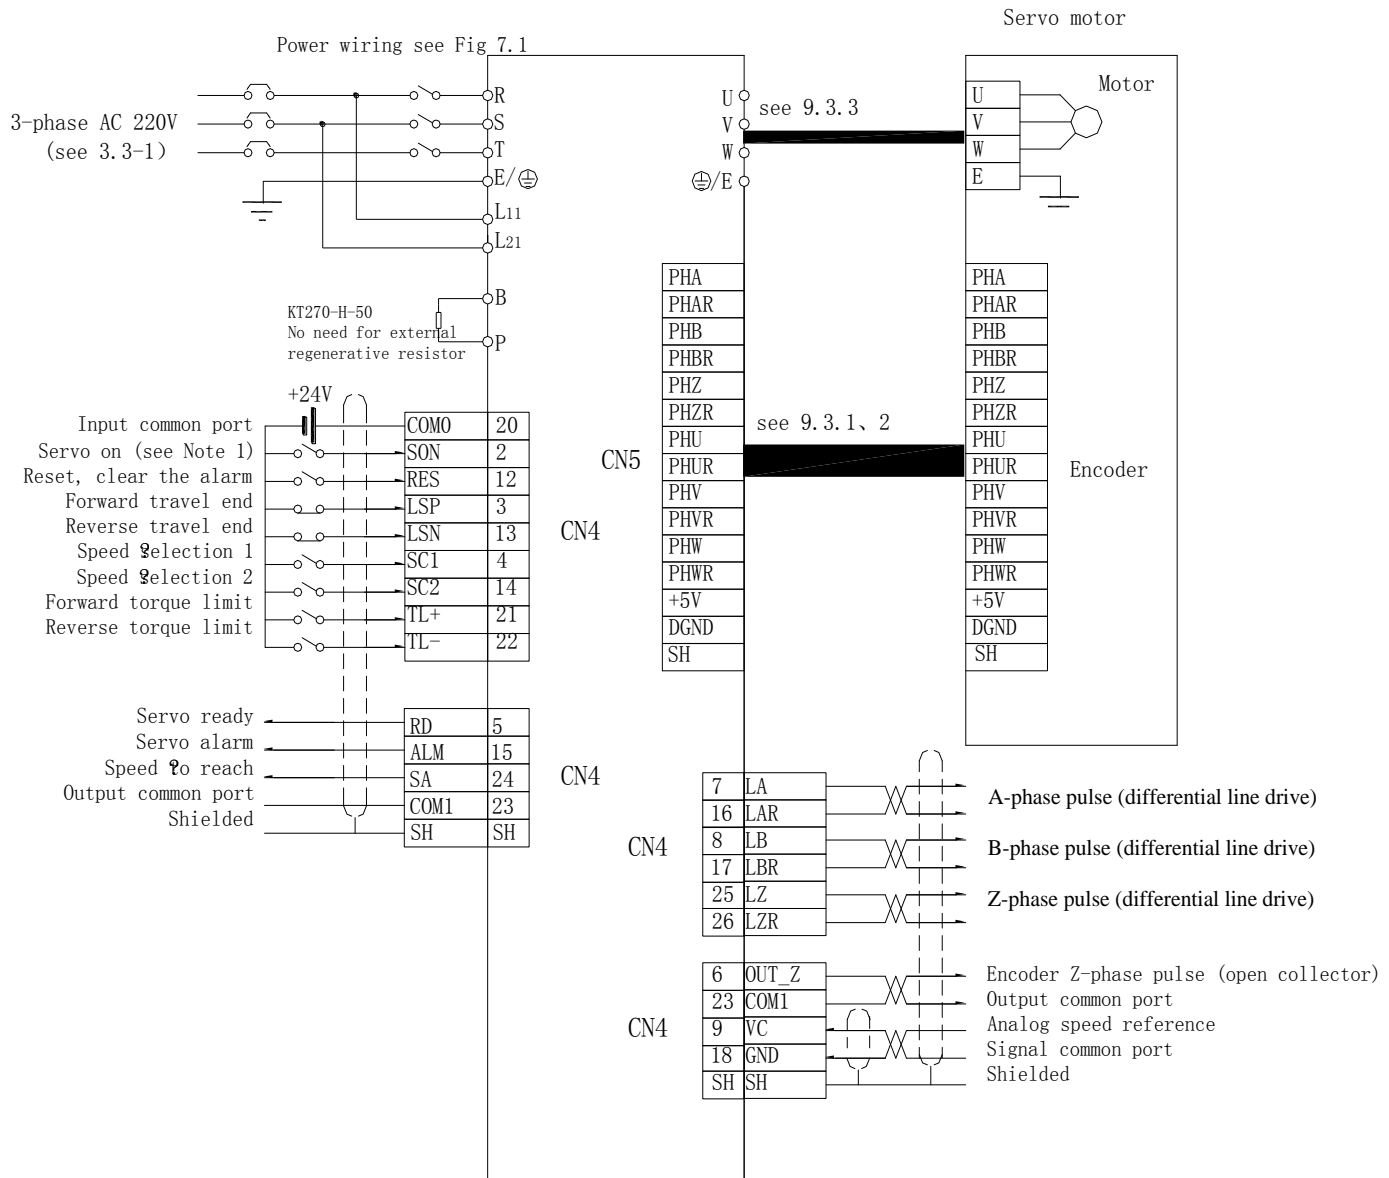 Servo motor
Power wiring see Fig 7.1
3-phase AC 220V
(see 3.3-1)
R
S
T
E/
L11
L21
B
P
KT270-H-50
No need for external
regenerative resistor
U
V
W
/E
see 9.3.3
Motor
U
V
W
E
PHA
PHAR
PHB
PHBR
PHZ
PHZR
PHU
PHUR
PHV
PHVR
PHW
PHWR
+5V
DGND
SH
CN5
see 9.3.1、2
PHA
PHAR
PHB
PHBR
PHZ
PHZR
PHU
PHUR
PHV
PHVR
PHW
PHWR
+5V
DGND
SH
Encoder
+24V
Input common port COM0 20
Servo on (see Note 1) SON 2
Reset, clear the alarm RES 12
Forward travel end LSP 3
Reverse travel end LSN 13
Speed election 1 SC1 4
Speed election 2 SC2 14
Forward torque limit TL+ 21
Reverse torque limit TL- 22
CN4
Servo ready RD 5
Servo alarm ALM 15
Speed o reach SA 24
Output common port COM1 23
Shielded SH SH
CN4
7 LA
16 LAR
8 LB
17 LBR
25 LZ
26 LZR
CN4
A-phase pulse (differential line drive)
B-phase pulse (differential line drive)
Z-phase pulse (differential line drive)
6 OUT_Z Encoder Z-phase pulse (open collector)
23 COM1 Output common port
9 VC Analog speed reference
18 GND Signal common port
SH SH Shielded
CN4